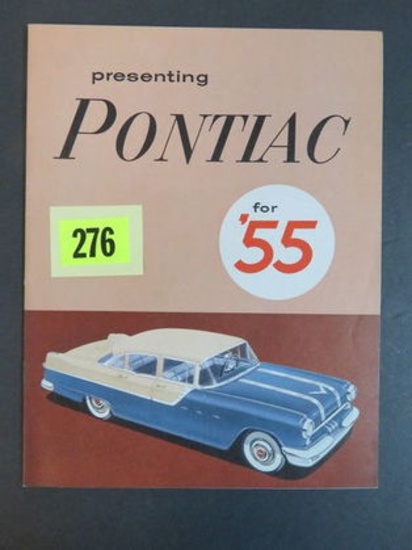 presenting
PONTIAC
for
'55
276